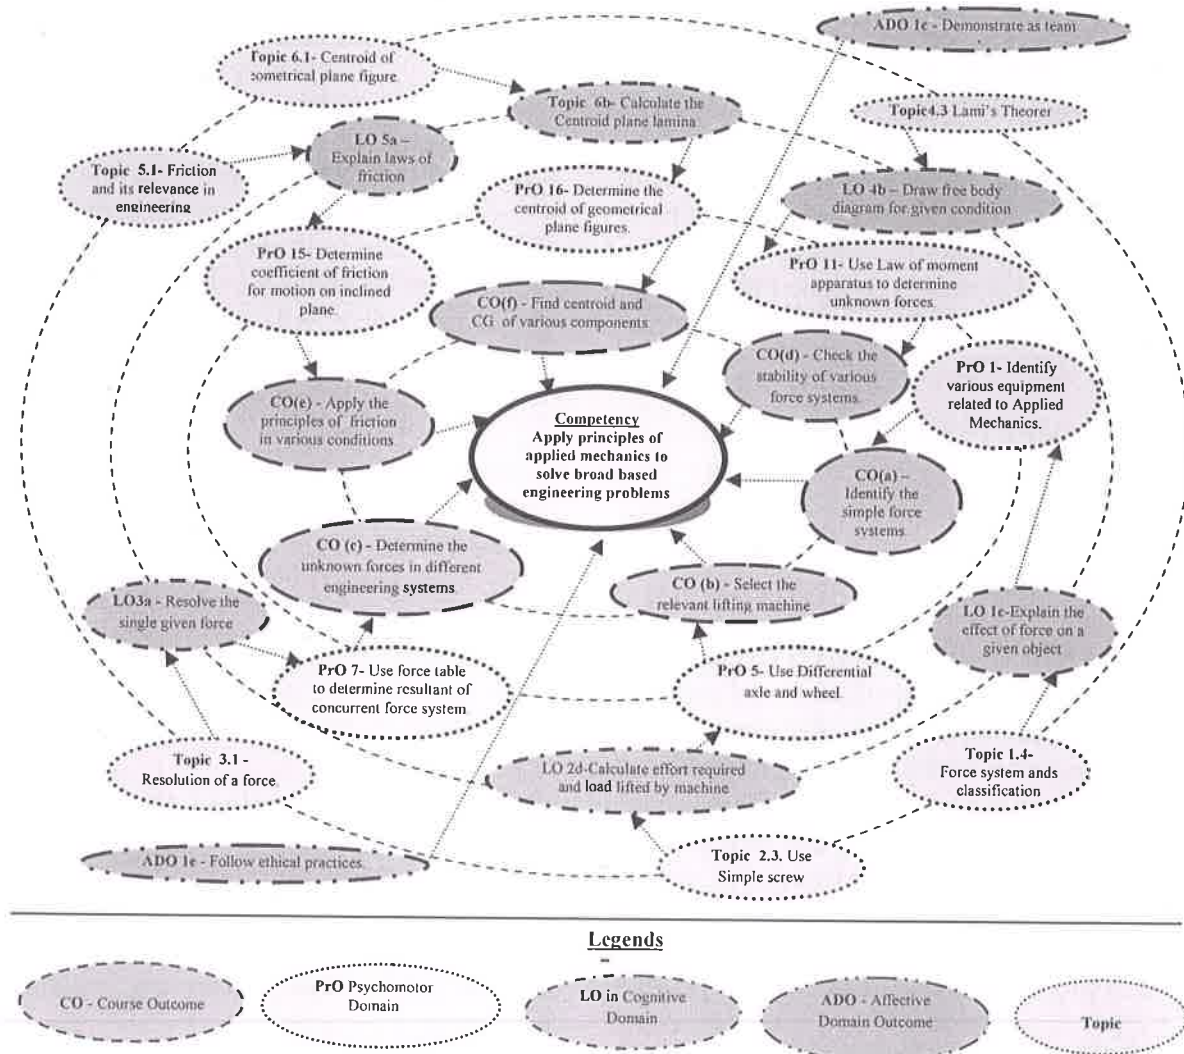 ADO 1c - Demonstrate as team
Topic 6.1- Centroid of
eometrical plane figure.
Topic 6b- Calculate the
Centroid plane lamina
Topic4.3 Lami's Theorer
LO 5a –
Explain laws of
friction
Topic 5.1- Friction
and its relevance in
engineering
PrO 16- Determine the
centroid of geometrical
plane figures.
LO 4b – Draw free body
diagram for given condition
PrO 15- Determine
coefficient of friction
for motion on inclined
plane.
PrO 11- Use Law of moment
apparatus to determine
unknown forces
CO(f) - Find centroid and
CG of various components
CO(d) - Check the
stability of various
force systems.
PrO 1- Identify
various equipment
related to Applied
Mechanics.
CO(e) - Apply the
principles of friction
in various conditions
Competency
Apply principles of
applied mechanics to
solve broad based
engineering problems
CO(a) –
Identify the
simple force
systems.
CO (c) - Determine the
unknown forces in different
engineering systems
CO (b) - Select the
relevant lifting machine
LO3a - Resolve the
single given force
LO 1c-Explain the
effect of force on a
given object
PrO 7- Use force table
to determine resultant of
concurrent force system
PrO 5- Use Differential
axle and wheel.
Topic 3.1 -
Resolution of a force
LO 2d-Calculate effort required
and load lifted by machine
Topic 1.4-
Force system ands
classification
ADO 1e - Follow ethical practices.
Topic 2.3. Use
Simple screw
Legends
CO - Course Outcome
PrO Psychomotor
Domain
LO in Cognitive
Domain
ADO - Affective
Domain Outcome
Topic